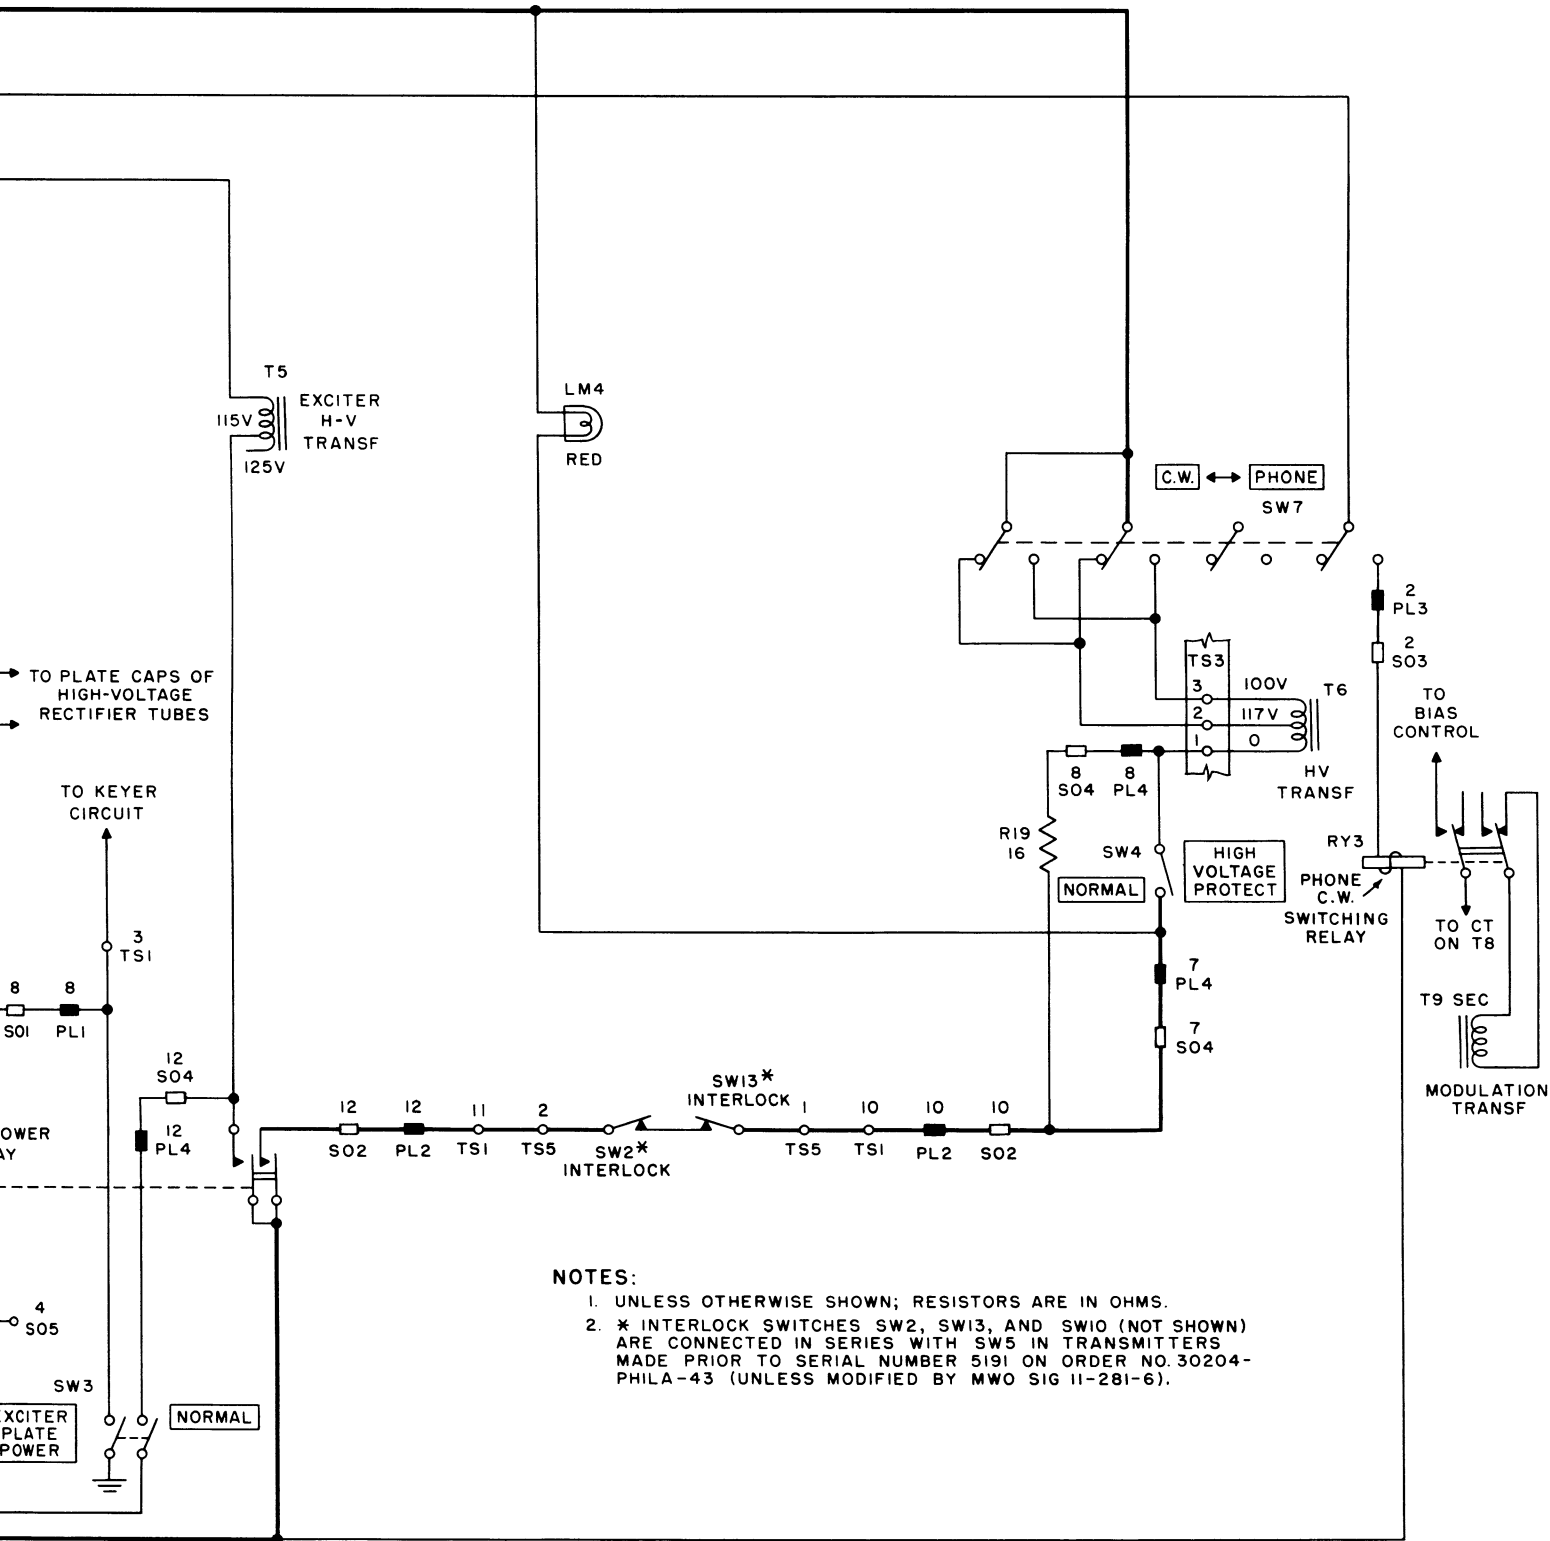 T5
EXCITER
H-V
TRANSF
115V
125V
LM4
RED
C.W.
PHONE
SW7
2
PL3
2
SO3
TO PLATE CAPS OF
HIGH-VOLTAGE
RECTIFIER TUBES
TS3
3
100V
T6
2
117V
1
0
HV
TRANSF
TO
BIAS
CONTROL
8
SO4
8
PL4
TO KEYER
CIRCUIT
R19
16
SW4
NORMAL
HIGH
VOLTAGE
PROTECT
RY3
PHONE
C.W.
SWITCHING
RELAY
TO CT
ON T8
3
TS1
7
PL4
7
SO4
T9 SEC
MODULATION
TRANSF
8
SO1
8
PL1
12
SO4
12
PL4
OWER
AY
12
SO2
12
PL2
11
TS1
2
TS5
SW2*
INTERLOCK
SW13*
INTERLOCK
1
TS5
10
TS1
10
PL2
10
SO2
4
SO5
SW3
EXCITER
PLATE
POWER
NORMAL
NOTES:
1. UNLESS OTHERWISE SHOWN; RESISTORS ARE IN OHMS.
2. * INTERLOCK SWITCHES SW2, SW13, AND SW10 (NOT SHOWN)
ARE CONNECTED IN SERIES WITH SW5 IN TRANSMITTERS
MADE PRIOR TO SERIAL NUMBER 5191 ON ORDER NO. 30204-
PHILA-43 (UNLESS MODIFIED BY MWO SIG 11-281-6).